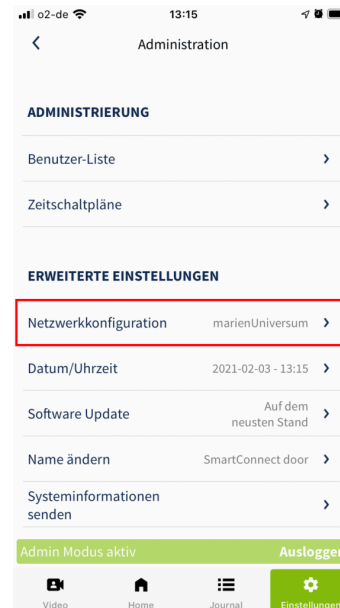 o2-de 13:15
Administration
ADMINISTRIERUNG
Benutzer-Liste
Zeitschaltpläne
ERWEITERTE EINSTELLUNGEN
Netzwerkkonfiguration marienUniversum
Datum/Uhrzeit 2021-02-03 - 13:15
Software Update Auf dem
neusten Stand
Name ändern SmartConnect door
Systeminformationen
senden
Admin Modus aktiv Ausloggen
Video Home Journal Einstellungen